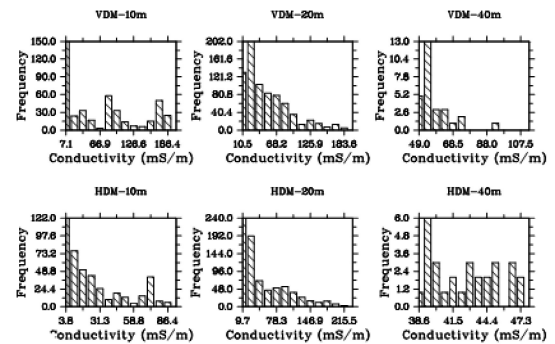 VDM-10m
VDM-20m
VDM-40m
Frequency
150.0
120.0
90.0
60.0
30.0
0.0
7.1 66.9 126.6 186.4
Conductivity (mS/m)
Frequency
202.0
161.6
121.2
80.8
40.4
0.0
10.5 68.2 125.9 183.6
Conductivity (mS/m)
Frequency
13.0
10.4
7.8
5.2
2.6
0.0
49.0 68.5 88.0 107.5
Conductivity (mS/m)
HDM-10m
HDM-20m
HDM-40m
Frequency
122.0
97.6
73.2
48.8
24.4
0.0
3.8 31.3 58.8 86.4
Conductivity (mS/m)
Frequency
240.0
192.0
144.0
96.0
48.0
0.0
9.7 78.3 146.9 215.5
Conductivity (mS/m)
Frequency
6.0
4.8
3.6
2.4
1.2
0.0
38.6 41.5 44.4 47.3
Conductivity (mS/m)